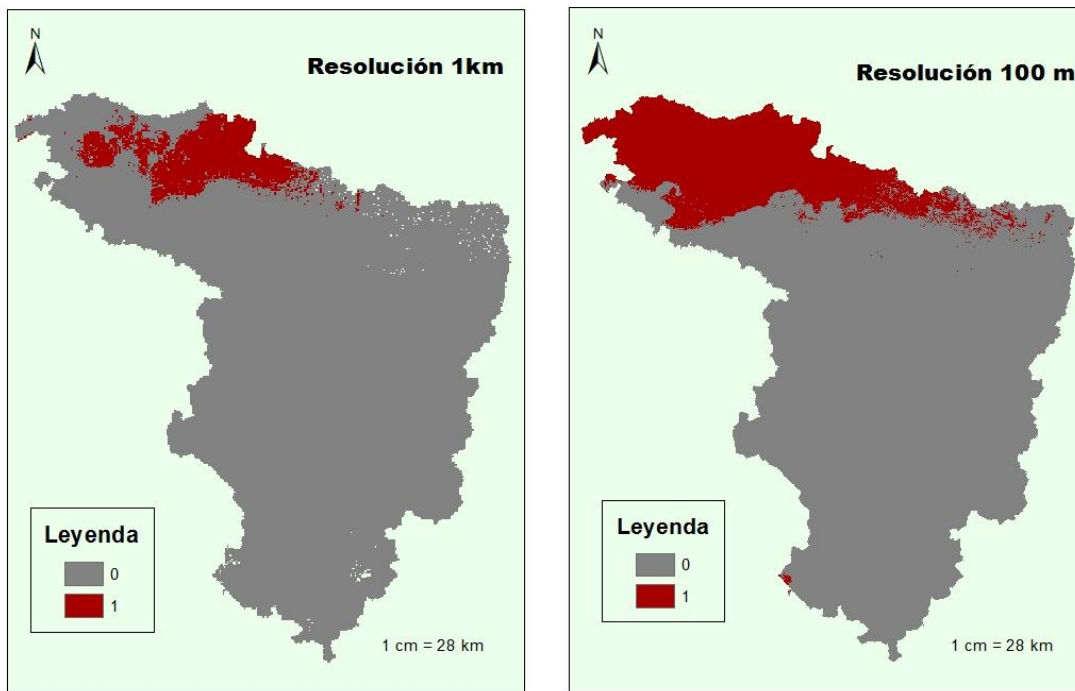 N
Resolución 1km
Leyenda
0
1
1 cm = 28 km
N
Resolución 100 m
Leyenda
0
1
1 cm = 28 km